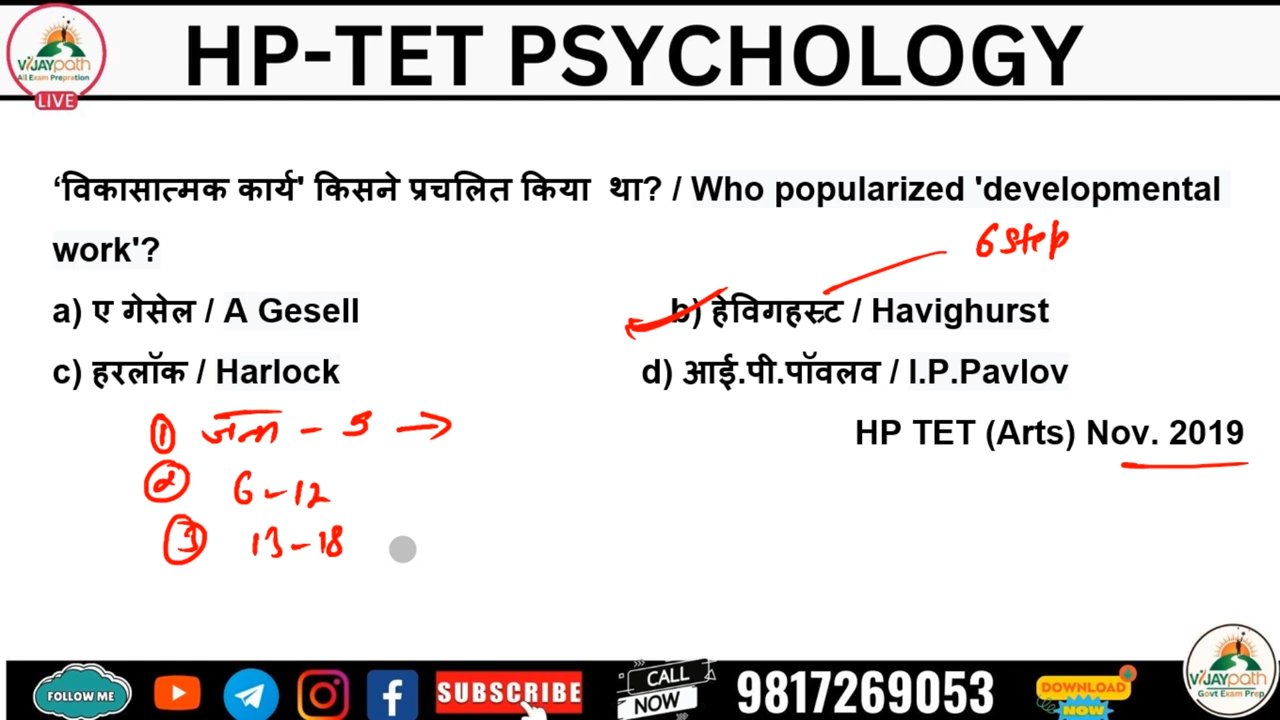 VIJAYpath
All Exam Prepration
LIVE
HP-TET PSYCHOLOGY
‘विकासात्मक कार्य' किसने प्रचलित किया था? / Who popularized 'developmental
work'?
6 step
a) ए गेसेल / A Gesell
b) हेविगहर्स्ट / Havighurst
c) हरलॉक / Harlock
d) आई.पी.पॉवलव / I.P.Pavlov
HP TET (Arts) Nov. 2019
① जन्म - 5 →
② 6-12
③ 13-18
FOLLOW ME
SUBSCRIBE
CALL
NOW
9817269053
DOWNLOAD
NOW
VIJAYpath
Govt Exam Prep